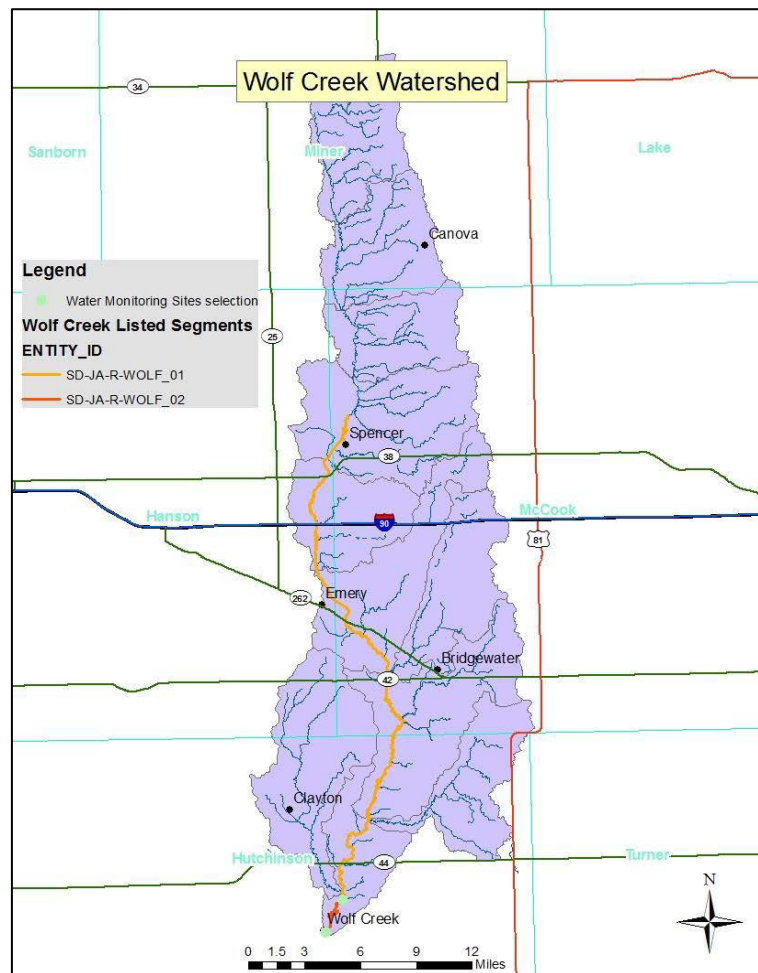 Wolf Creek Watershed
34
Sanborn
Miner
Lake
Canova
Legend
Water Monitoring Sites selection
Wolf Creek Listed Segments
ENTITY_ID
SD-JA-R-WOLF_01
SD-JA-R-WOLF_02
25
Spencer
38
Hanson
90
McCook
81
262
Emery
Bridgewater
42
Clayton
Hutchinson
44
Turner
Wolf Creek
N
0 1.5 3 6 9 12
Miles